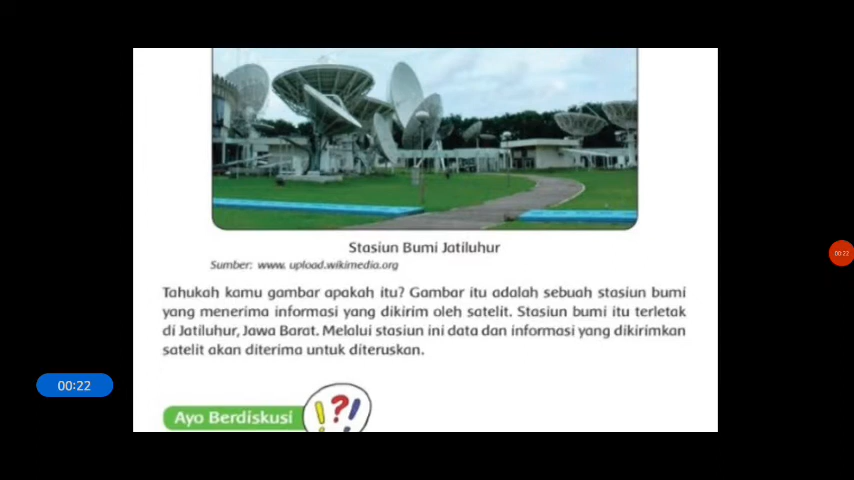 Stasiun Bumi Jatiluhur
Sumber: www. upload.wikimedia.org
Tahukah kamu gambar apakah itu? Gambar itu adalah sebuah stasiun bumi
yang menerima informasi yang dikirim oleh satelit. Stasiun bumi itu terletak
di Jatiluhur, Jawa Barat. Melalui stasiun ini data dan informasi yang dikirimkan
satelit akan diterima untuk diteruskan.
00:22
00:22
Ayo Berdiskusi
!?!